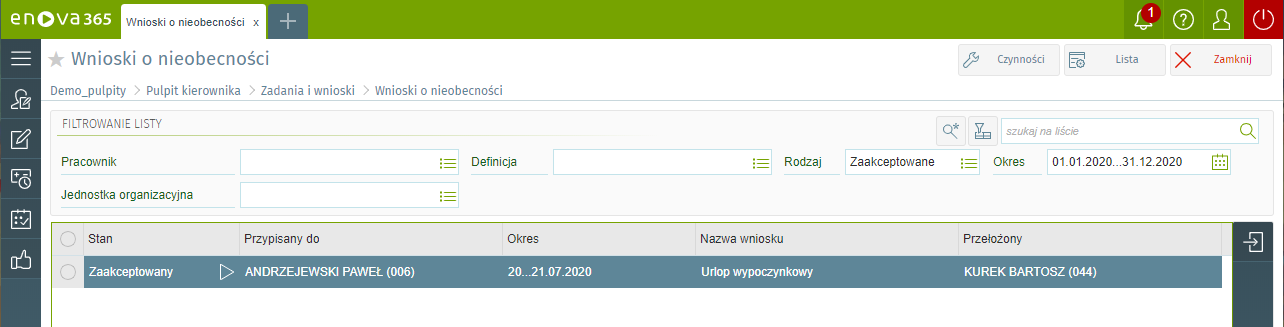 enova365 Wnioski o nieobecności x + 1
Wnioski o nieobecności Czynności Lista Zamknij
Demo_pulpity > Pulpit kierownika > Zadania i wnioski > Wnioski o nieobecności
FILTROWANIE LISTY szukaj na liście
Pracownik Definicja Rodzaj Zaakceptowane Okres 01.01.2020...31.12.2020
Jednostka organizacyjna
Stan Przypisany do Okres Nazwa wniosku Przełożony
Zaakceptowany ANDRZEJEWSKI PAWEŁ (006) 20...21.07.2020 Urlop wypoczynkowy KUREK BARTOSZ (044)